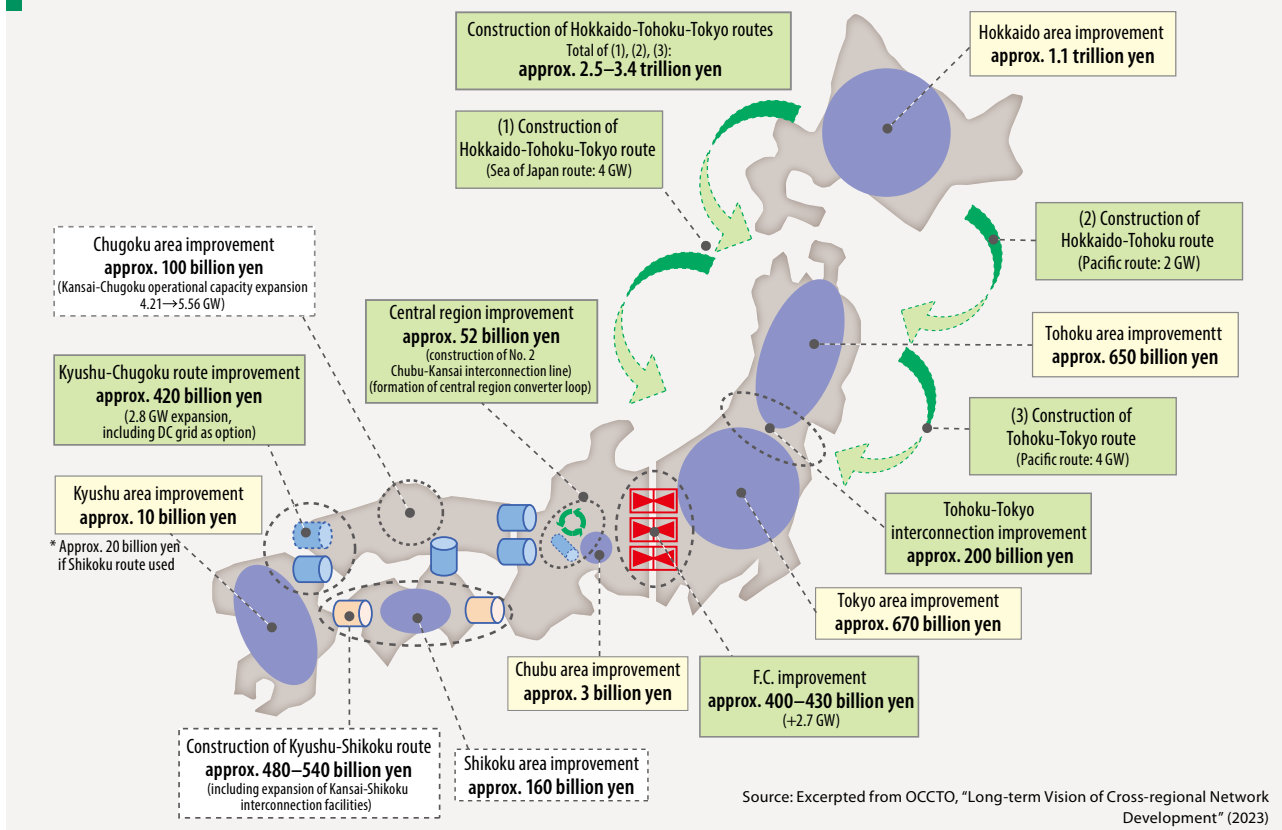 Construction of Hokkaido-Tohoku-Tokyo routes
Total of (1), (2), (3):
approx. 2.5–3.4 trillion yen
Hokkaido area improvement
approx. 1.1 trillion yen
(1) Construction of
Hokkaido-Tohoku-Tokyo route
(Sea of Japan route: 4 GW)
(2) Construction of
Hokkaido-Tohoku route
(Pacific route: 2 GW)
Chugoku area improvement
approx. 100 billion yen
(Kansai-Chugoku operational capacity expansion
4.21→5.56 GW)
Central region improvement
approx. 52 billion yen
(construction of No. 2
Chubu-Kansai interconnection line)
(formation of central region converter loop)
Tohoku area improvementt
approx. 650 billion yen
Kyushu-Chugoku route improvement
approx. 420 billion yen
(2.8 GW expansion,
including DC grid as option)
(3) Construction of
Tohoku-Tokyo route
(Pacific route: 4 GW)
Kyushu area improvement
approx. 10 billion yen
* Approx. 20 billion yen
if Shikoku route used
Tohoku-Tokyo
interconnection improvement
approx. 200 billion yen
Tokyo area improvement
approx. 670 billion yen
Chubu area improvement
approx. 3 billion yen
F.C. improvement
approx. 400–430 billion yen
(+2.7 GW)
Construction of Kyushu-Shikoku route
approx. 480–540 billion yen
(including expansion of Kansai-Shikoku
interconnection facilities)
Shikoku area improvement
approx. 160 billion yen
Source: Excerpted from OCCTO, “Long-term Vision of Cross-regional Network
Development” (2023)